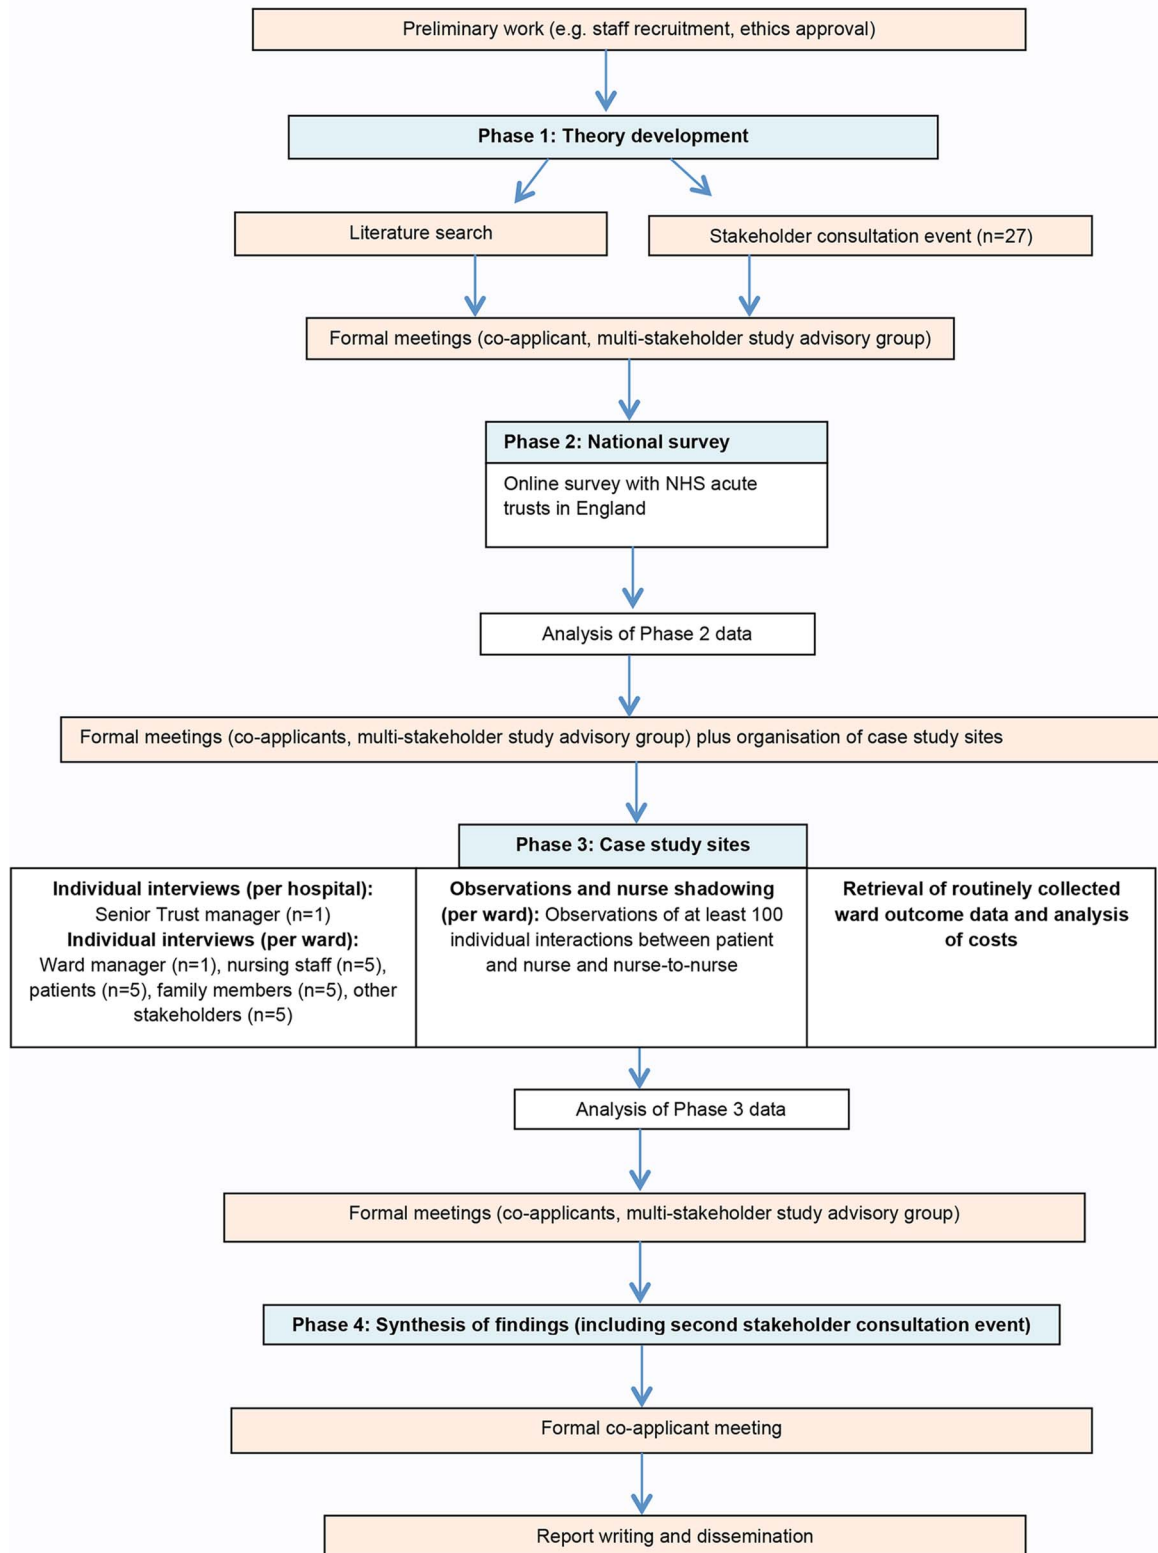 Preliminary work (e.g. staff recruitment, ethics approval)
Phase 1: Theory development
Literature search
Stakeholder consultation event (n=27)
Formal meetings (co-applicant, multi-stakeholder study advisory group)
Phase 2: National survey
Online survey with NHS acute
trusts in England
Analysis of Phase 2 data
Formal meetings (co-applicants, multi-stakeholder study advisory group) plus organisation of case study sites
Phase 3: Case study sites
Individual interviews (per hospital):
Senior Trust manager (n=1)
Individual interviews (per ward):
Ward manager (n=1), nursing staff (n=5),
patients (n=5), family members (n=5), other
stakeholders (n=5)
Observations and nurse shadowing
(per ward): Observations of at least 100
individual interactions between patient
and nurse and nurse-to-nurse
Retrieval of routinely collected
ward outcome data and analysis
of costs
Analysis of Phase 3 data
Formal meetings (co-applicants, multi-stakeholder study advisory group)
Phase 4: Synthesis of findings (including second stakeholder consultation event)
Formal co-applicant meeting
Report writing and dissemination